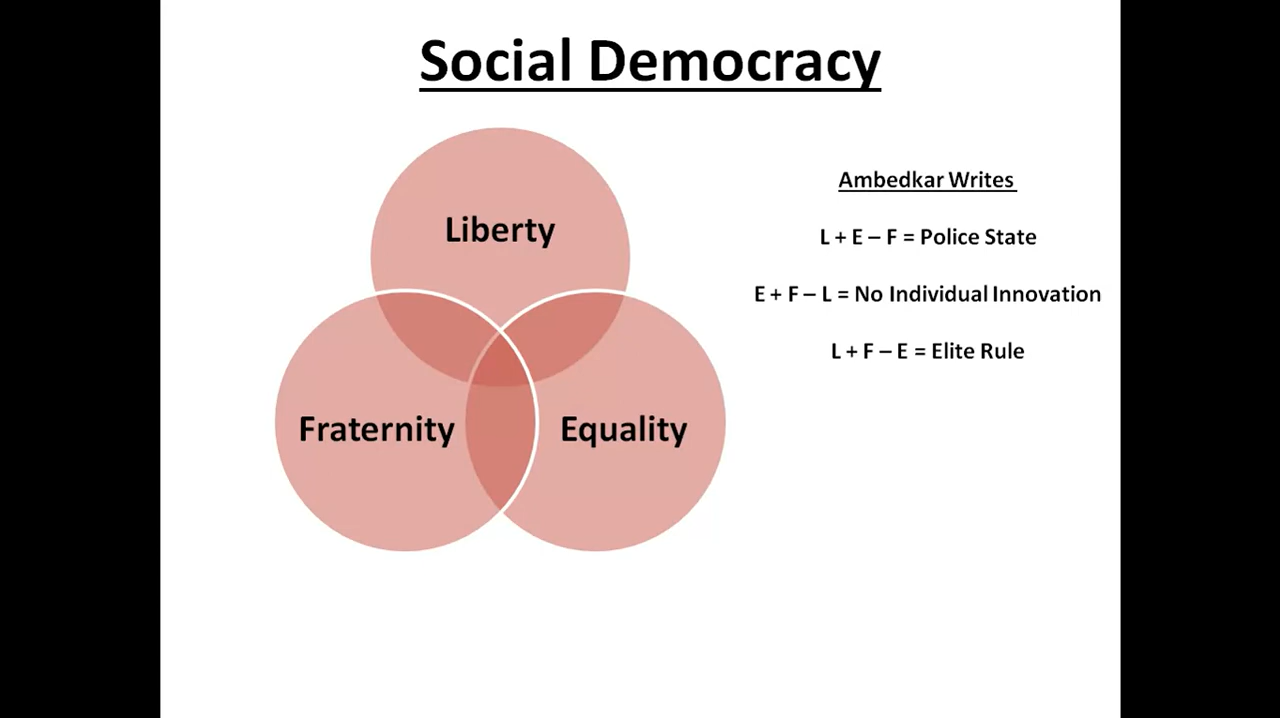 Social Democracy
Liberty
Fraternity
Equality
Ambedkar Writes
L + E – F = Police State
E + F – L = No Individual Innovation
L + F – E = Elite Rule